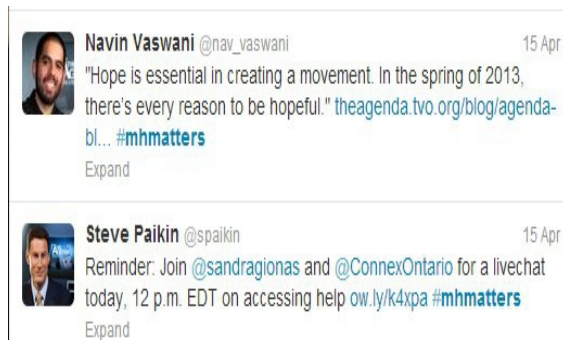 Navin Vaswani @nav_vaswani 15 Apr
"Hope is essential in creating a movement. In the spring of 2013,
there's every reason to be hopeful." theagenda.tvo.org/blog/agenda-
bl... #mhmatters
Expand
Steve Paikin @spaikin 15 Apr
Reminder: Join @sandragionas and @ConnexOntario for a livechat
today, 12 p.m. EDT on accessing help ow.ly/k4xpa #mhmatters
Expand